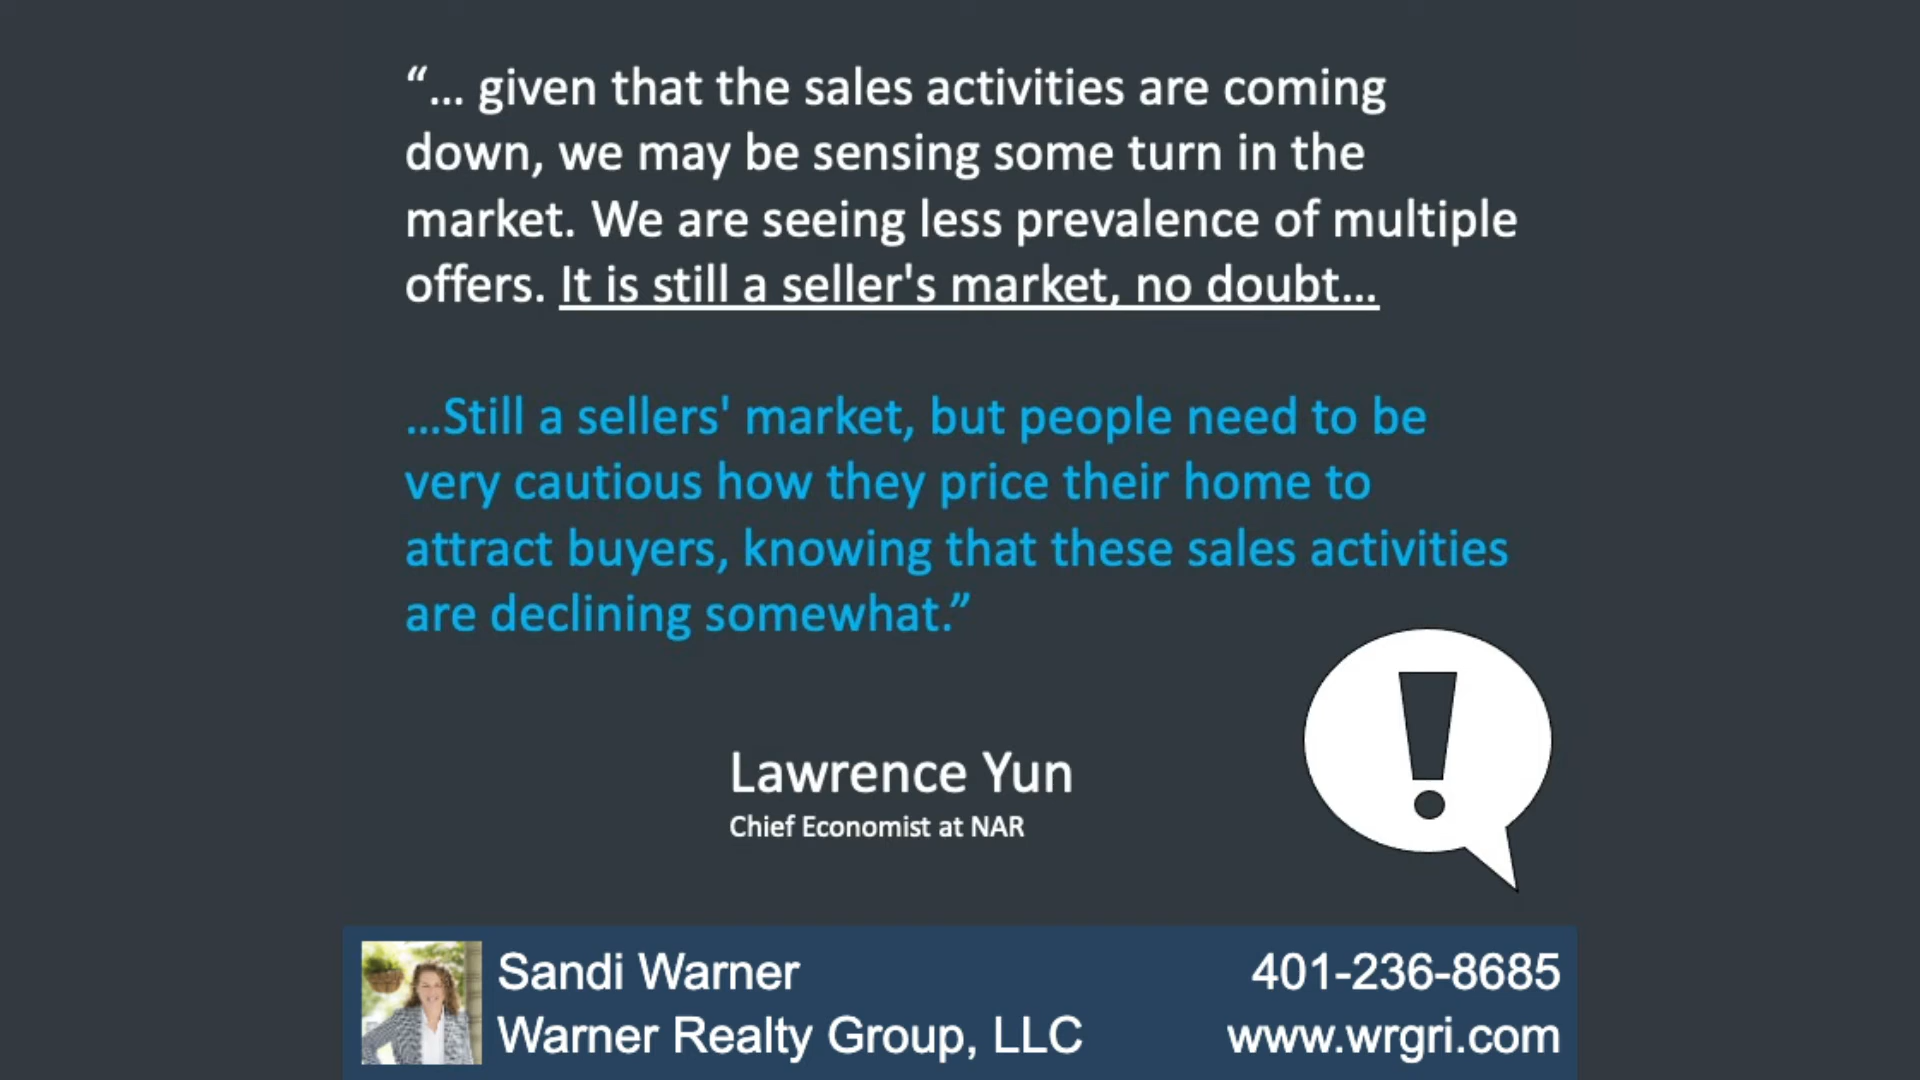 “... given that the sales activities are coming
down, we may be sensing some turn in the
market. We are seeing less prevalence of multiple
offers. It is still a seller's market, no doubt...
...Still a sellers' market, but people need to be
very cautious how they price their home to
attract buyers, knowing that these sales activities
are declining somewhat.”
Lawrence Yun
Chief Economist at NAR
!
Sandi Warner
Warner Realty Group, LLC
401-236-8685
www.wrgri.com